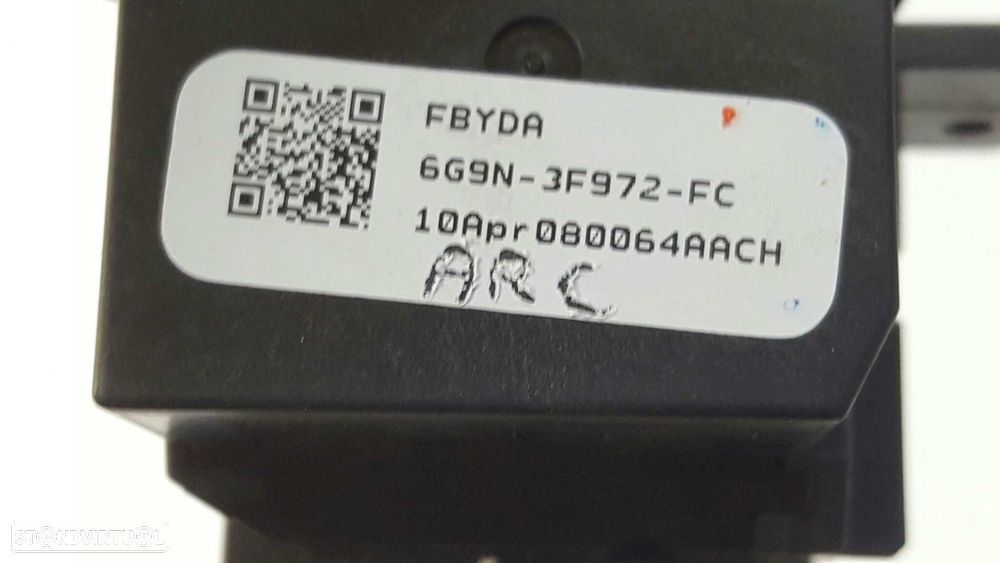 FBYDA
6G9N-3F972-FC
10Apr080064AACH
ARC
STANDVIRTUAL